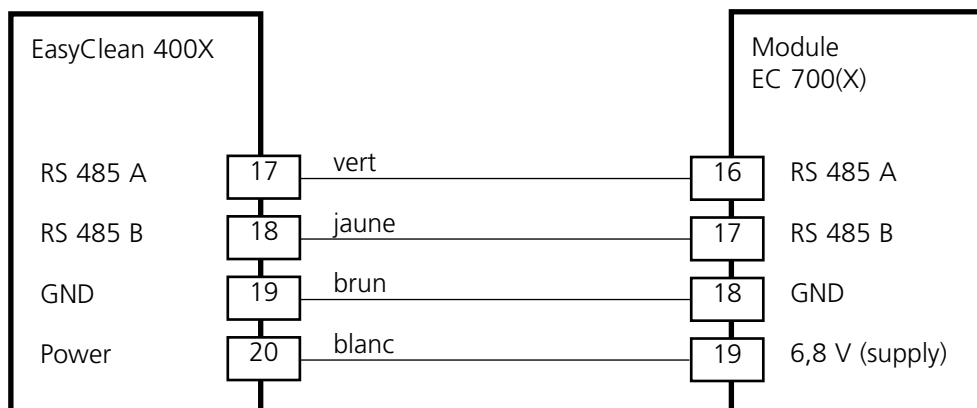 EasyClean 400X
Module
EC 700(X)
RS 485 A 17 vert 16 RS 485 A
RS 485 B 18 jaune 17 RS 485 B
GND 19 brun 18 GND
Power 20 blanc 19 6,8 V (supply)